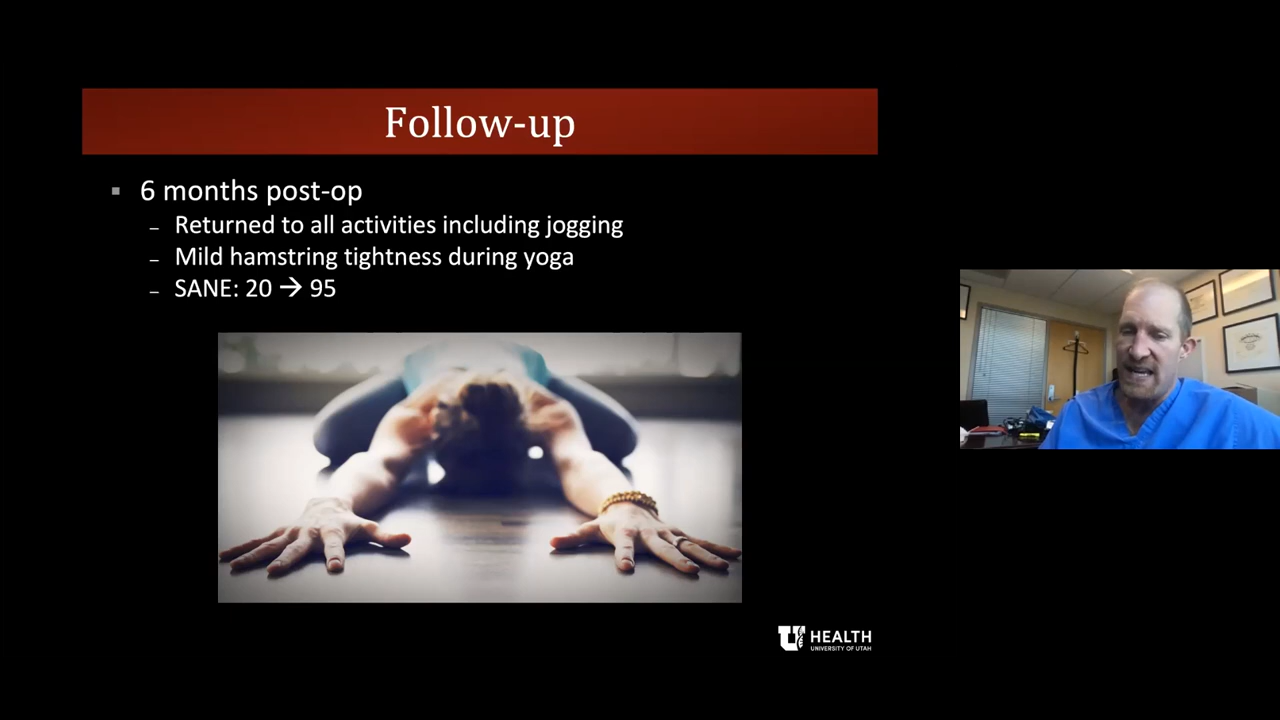 Follow-up
▪ 6 months post-op
– Returned to all activities including jogging
– Mild hamstring tightness during yoga
– SANE: 20 → 95
U HEALTH
UNIVERSITY OF UTAH